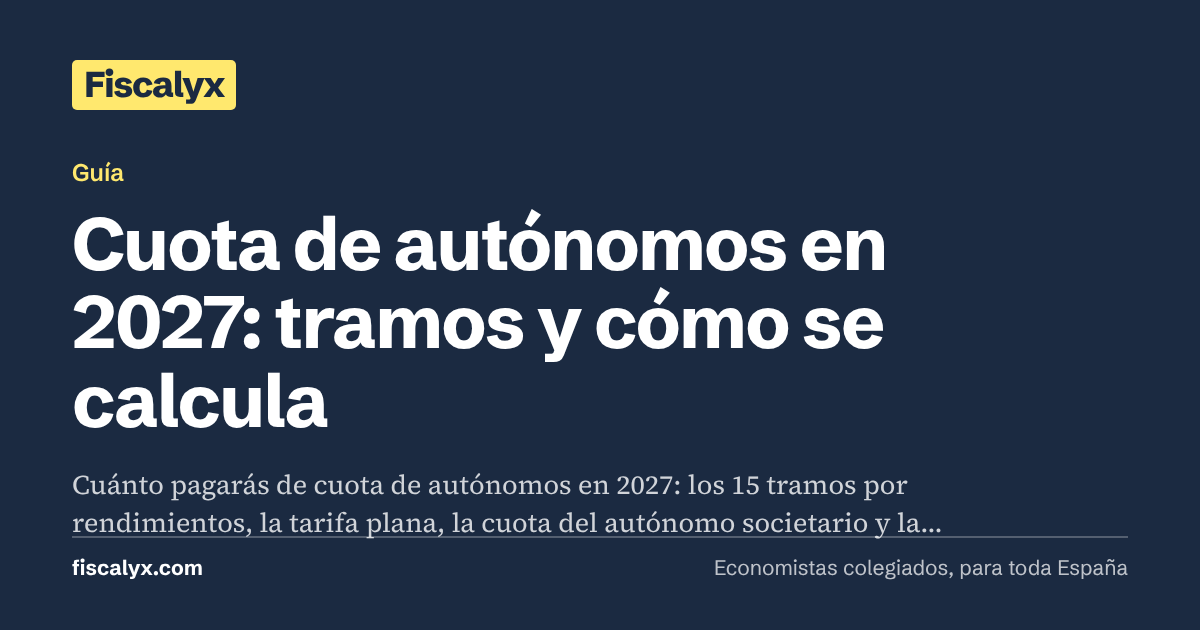 Fiscalyx
Guía
Cuota de autónomos en
2027: tramos y cómo se
calcula
Cuánto pagarás de cuota de autónomos en 2027: los 15 tramos por
rendimientos, la tarifa plana, la cuota del autónomo societario y la...
fiscalyx.com
Economistas colegiados, para toda España